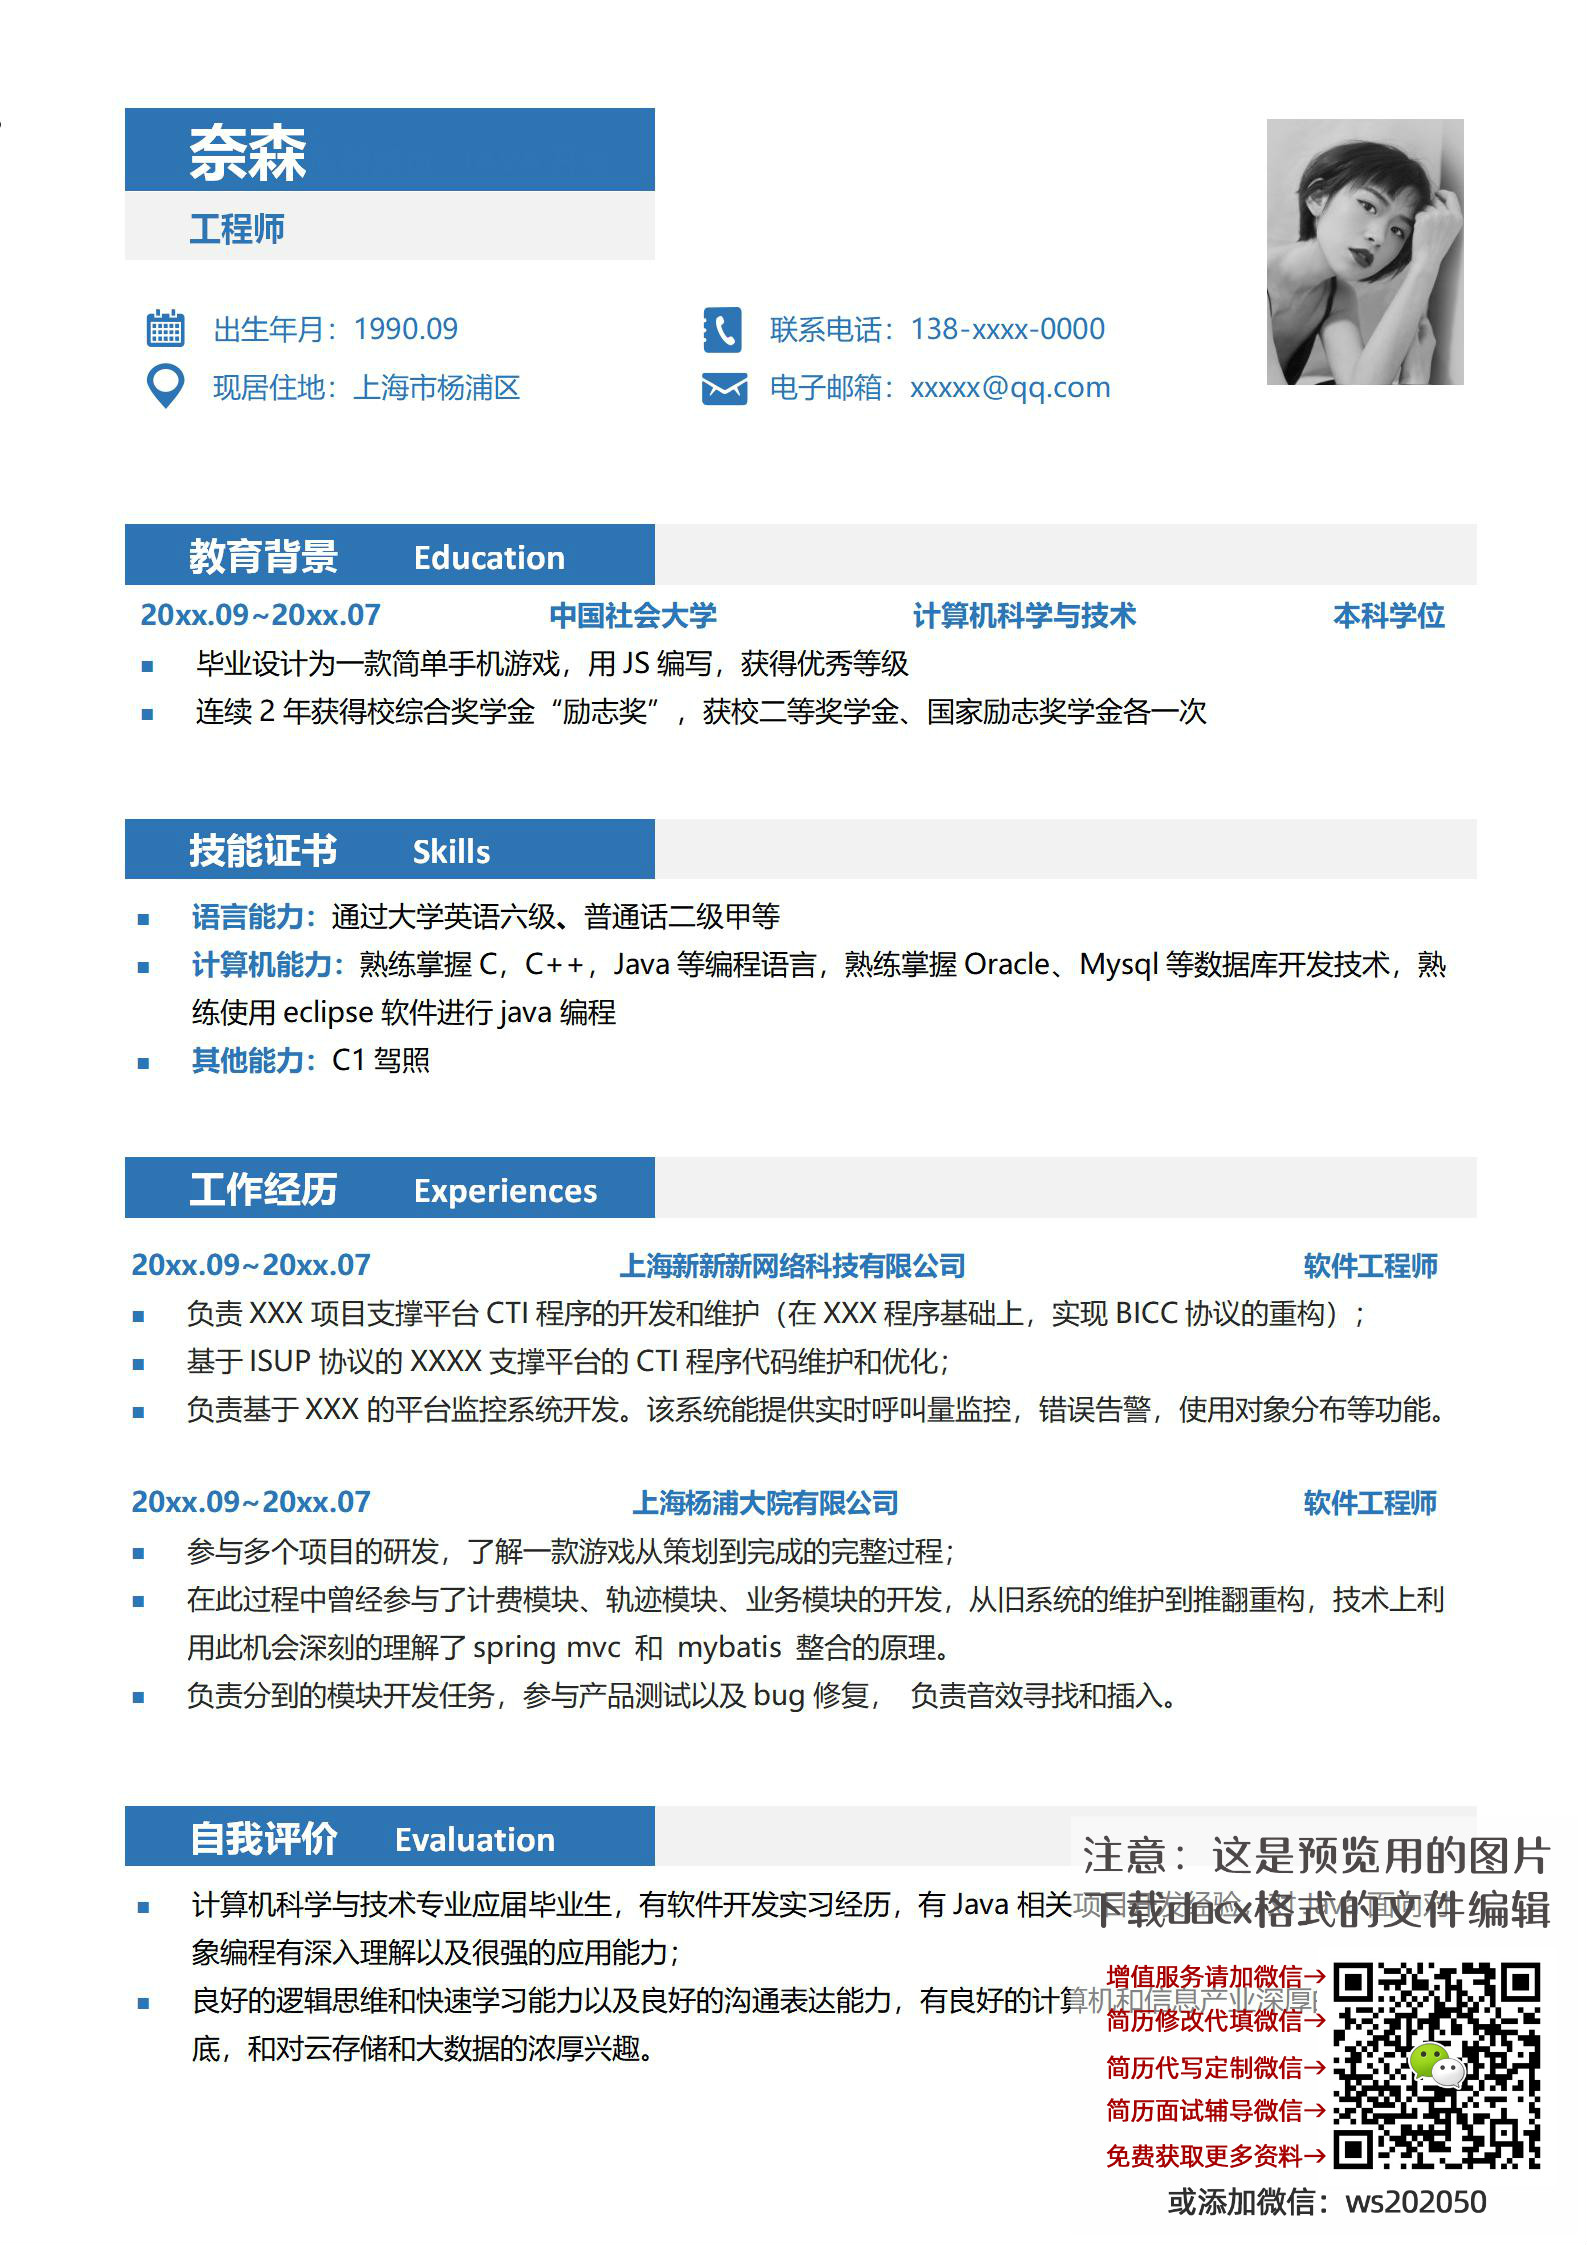 奈森
工程师
出生年月：1990.09
联系电话：138-xxxx-0000
现居住地：上海市杨浦区
电子邮箱：xxxxx@qq.com
教育背景 Education
20xx.09~20xx.07 中国社会大学 计算机科学与技术 本科学位
毕业设计为一款简单手机游戏，用 JS 编写，获得优秀等级
连续 2 年获得校综合奖学金“励志奖”，获校二等奖学金、国家励志奖学金各一次
技能证书 Skills
语言能力：通过大学英语六级、普通话二级甲等
计算机能力：熟练掌握 C，C++，Java 等编程语言，熟练掌握 Oracle、Mysql 等数据库开发技术，熟
练使用 eclipse 软件进行 java 编程
其他能力：C1 驾照
工作经历 Experiences
20xx.09~20xx.07 上海新新新网络科技有限公司 软件工程师
负责 XXX 项目支撑平台 CTI 程序的开发和维护（在 XXX 程序基础上，实现 BICC 协议的重构）；
基于 ISUP 协议的 XXXX 支撑平台的 CTI 程序代码维护和优化；
负责基于 XXX 的平台监控系统开发。该系统能提供实时呼叫量监控，错误告警，使用对象分布等功能。
20xx.09~20xx.07 上海杨浦大院有限公司 软件工程师
参与多个项目的研发，了解一款游戏从策划到完成的完整过程；
在此过程中曾经参与了计费模块、轨迹模块、业务模块的开发，从旧系统的维护到推翻重构，技术上利
用此机会深刻的理解了 spring mvc 和 mybatis 整合的原理。
负责分到的模块开发任务，参与产品测试以及 bug 修复， 负责音效寻找和插入。
自我评价 Evaluation
计算机科学与技术专业应届毕业生，有软件开发实习经历，有 Java 相关项目开发经验，对 Java 面向对
象编程有深入理解以及很强的应用能力；
良好的逻辑思维和快速学习能力以及良好的沟通表达能力，有良好的计算机和信息产业深厚
底，和对云存储和大数据的浓厚兴趣。
注意：这是预览用的图片
下载docx格式的文件编辑
增值服务请加微信→
简历修改代填微信→
简历代写定制微信→
简历面试辅导微信→
免费获取更多资料→
或添加微信：ws202050